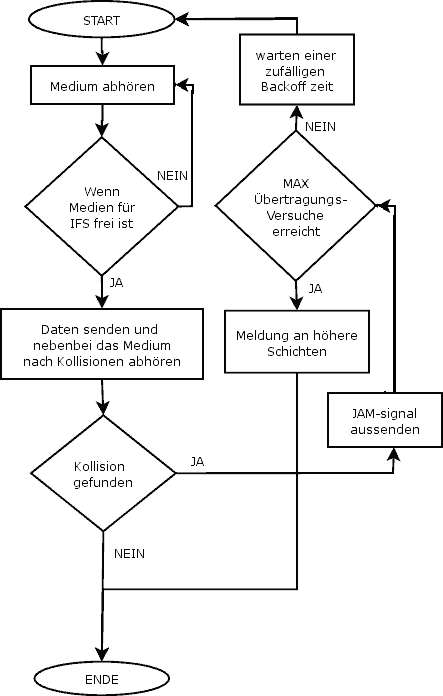 START
Medium abhören
NEIN
Wenn
Medien für
IFS frei ist
JA
Daten senden und
nebenbei das Medium
nach Kollisionen abhören
Kollision
gefunden
JA
NEIN
ENDE
warten einer
zufälligen
Backoff zeit
NEIN
MAX
Übertragungs-
Versuche
erreicht
JA
Meldung an höhere
Schichten
JAM-signal
aussenden